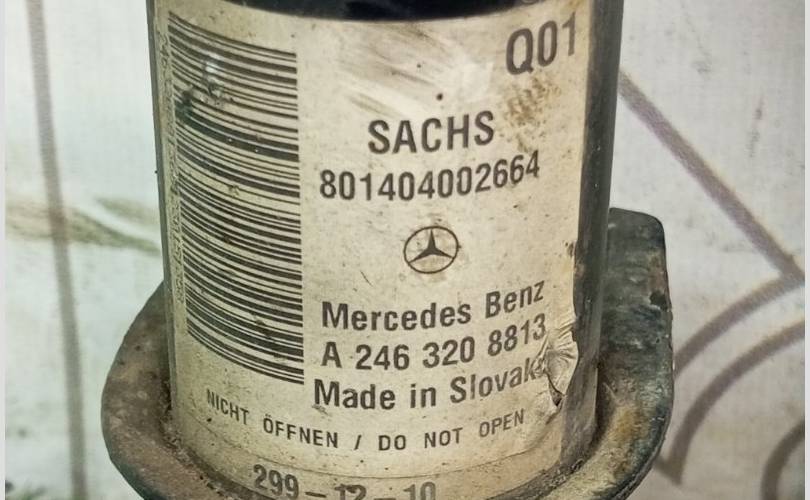 Q01
SACHS
801404002664
Mercedes Benz
A 246 320 8813
Made in Slovak
NICHT ÖFFNEN / DO NOT OPEN
299-12-10